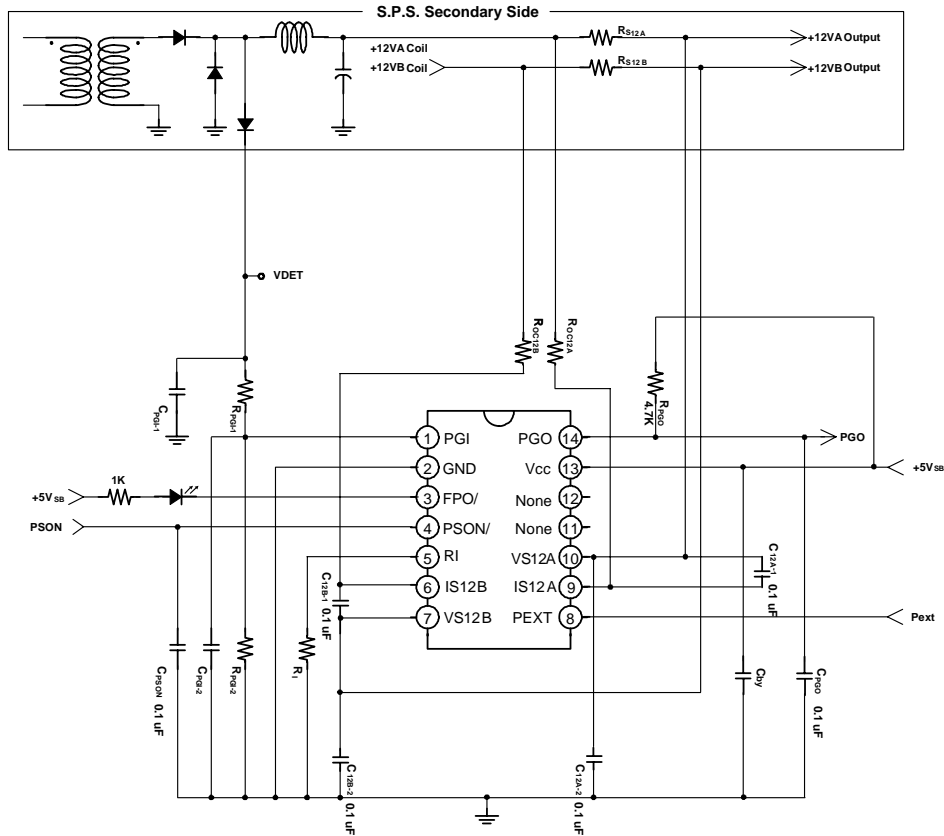 S.P.S. Secondary Side
RS12A
+12VA Coil
+12VA Output
+12VB Coil
RS12B
+12VB Output
VDET
ROC12B
ROC12A
CPGI-1
RPGI-1
RPGO
4.7K
1 PGI
PGO 14
PGO
2 GND
Vcc 13
+5VSB
1K
+5VSB
3 FPO/
None 12
PSON
4 PSON/
None 11
5 RI
VS12A 10
C12A-1 0.1 uF
6 IS12B
IS12A 9
C12B-1 0.1 uF
7 VS12B
PEXT 8
Pext
CPSON 0.1 uF
CPGI-2
RPGI-2
RI
Cby
CPGO 0.1 uF
C12B-2 0.1 uF
C12A-2 0.1 uF